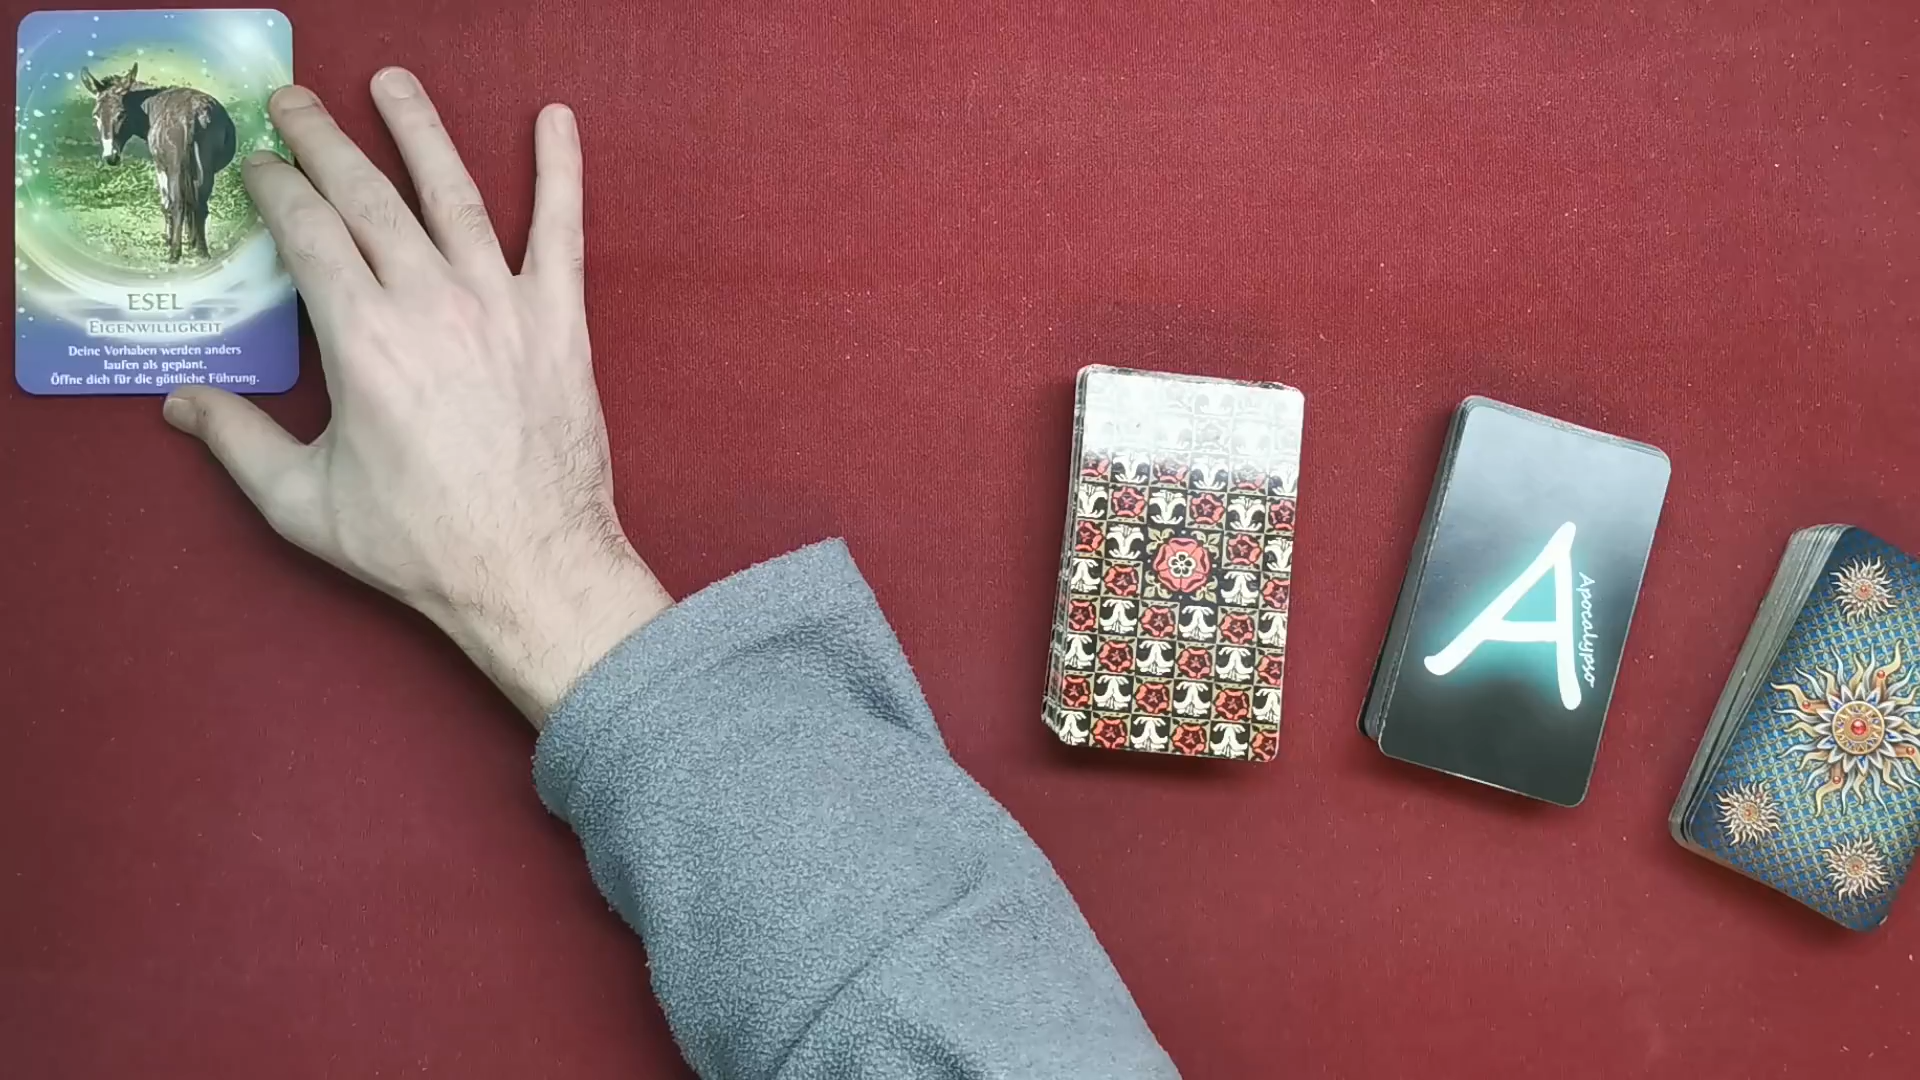 ESEL
EIGENWILLIGKEIT
Deine Vorhaben werden anders
laufen als geplant.
Öffne dich für die göttliche Führung.
A
Apocalypso